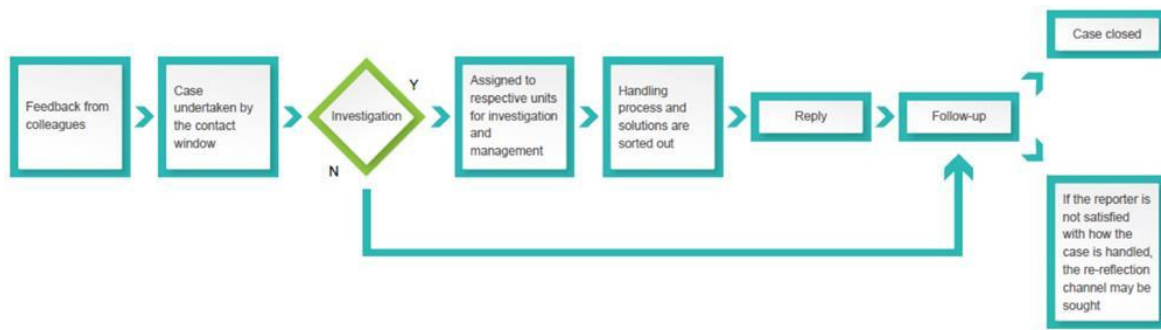 Feedback from
colleagues
Case
undertaken by
the contact
window
Investigation
Y
N
Assigned to
respective units
for investigation
and
management
Handling
process and
solutions are
sorted out
Reply
Follow-up
Case closed
If the reporter is
not satisfied
with how the
case is handled,
the re-reflection
channel may be
sought